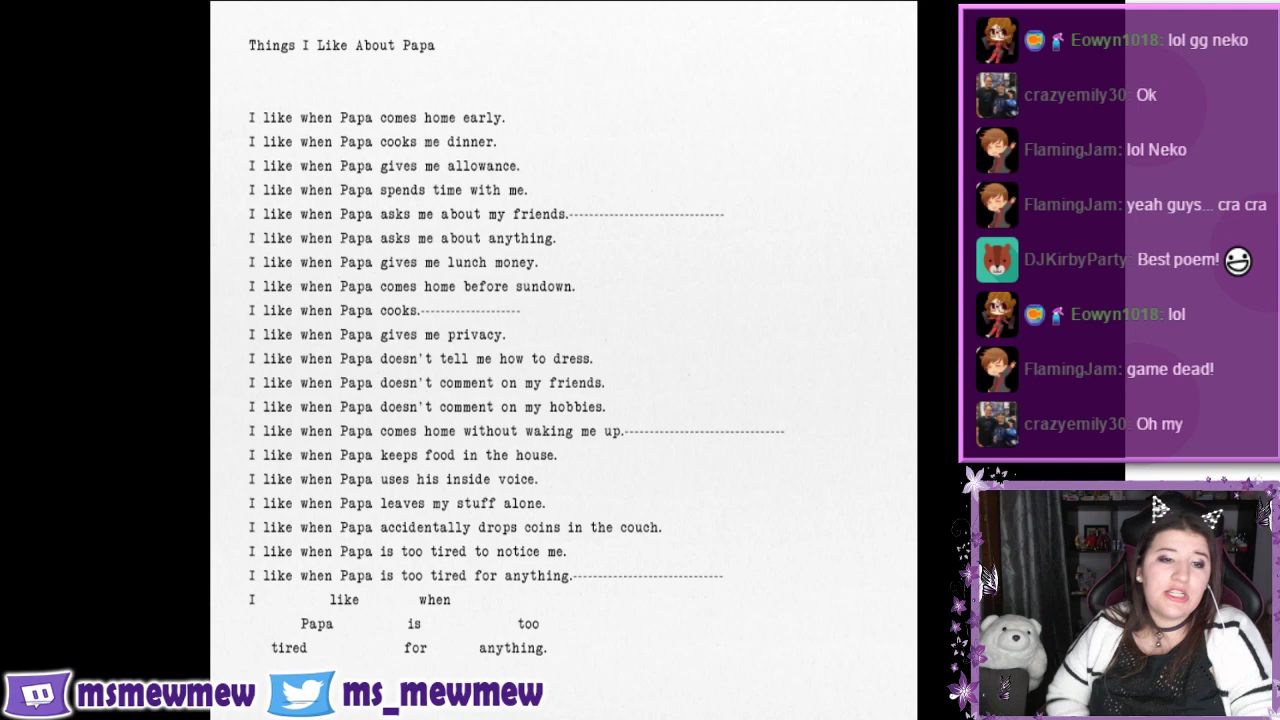 Things I Like About Papa
I like when Papa comes home early.
I like when Papa cooks me dinner.
I like when Papa gives me allowance.
I like when Papa spends time with me.
I like when Papa asks me about my friends.------------------------------
I like when Papa asks me about anything.
I like when Papa gives me lunch money.
I like when Papa comes home before sundown.
I like when Papa cooks.-------------------
I like when Papa gives me privacy.
I like when Papa doesn't tell me how to dress.
I like when Papa doesn't comment on my friends.
I like when Papa doesn't comment on my hobbies.
I like when Papa comes home without waking me up.-------------------------------
I like when Papa keeps food in the house.
I like when Papa uses his inside voice.
I like when Papa leaves my stuff alone.
I like when Papa accidentally drops coins in the couch.
I like when Papa is too tired to notice me.
I like when Papa is too tired for anything.-----------------------------
I like when
Papa is too
tired for anything.
Eowyn1018: lol gg neko
crazyemily30: Ok
FlamingJam: lol Neko
FlamingJam: yeah guys... cra cra
DJKirbyParty: Best poem!
Eowyn1018: lol
FlamingJam: game dead!
crazyemily30: Oh my
msmewmew ms_mewmew